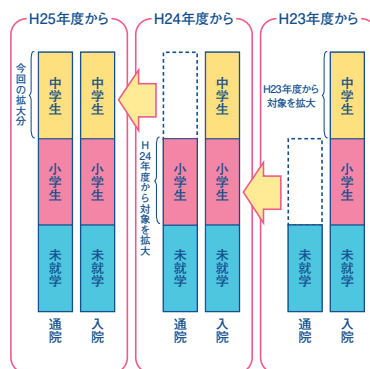 H25年度から
今回の拡大分
中学生
中学生
小学生
小学生
未就学
未就学
通院
入院
H24年度から
中学生
H24年度から対象を拡大
小学生
小学生
未就学
未就学
通院
入院
H23年度から
H23年度から
対象を拡大
中学生
小学生
未就学
未就学
通院
入院